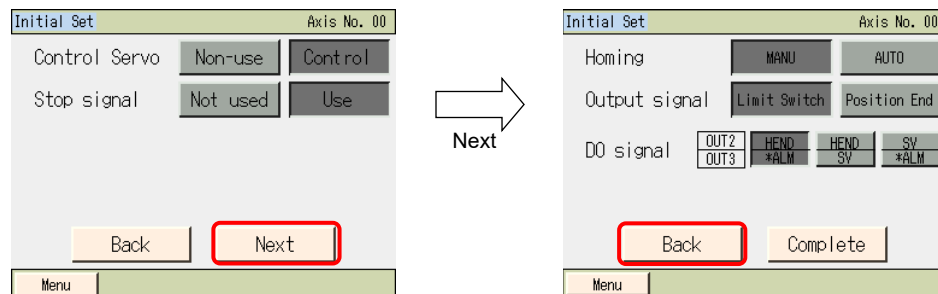 Initial Set Axis No. 00
Control Servo Non-use Control
Stop signal Not used Use
Back Next
Menu
Next
Initial Set Axis No. 00
Homing MANU AUTO
Output signal Limit Switch Position End
DO signal OUT2 HEND HEND SV
OUT3 *ALM SV *ALM
Back Complete
Menu